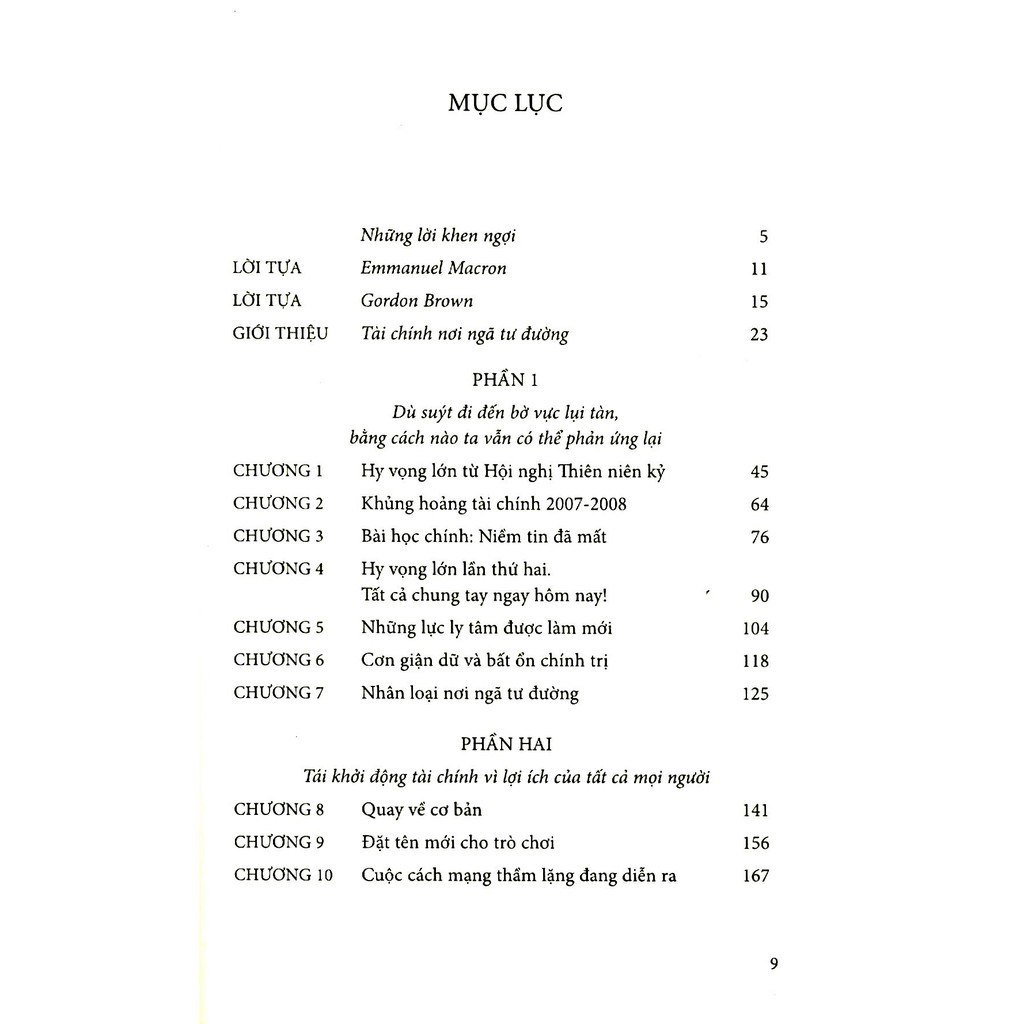 MỤC LỤC
Những lời khen ngợi 5
LỜI TỰA Emmanuel Macron 11
LỜI TỰA Gordon Brown 15
GIỚI THIỆU Tài chính nơi ngã tư đường 23
PHẦN 1
Dù suýt đi đến bờ vực lụi tàn,
bằng cách nào ta vẫn có thể phản ứng lại
CHƯƠNG 1 Hy vọng lớn từ Hội nghị Thiên niên kỷ 45
CHƯƠNG 2 Khủng hoảng tài chính 2007-2008 64
CHƯƠNG 3 Bài học chính: Niềm tin đã mất 76
CHƯƠNG 4 Hy vọng lớn lần thứ hai.
Tất cả chung tay ngay hôm nay! 90
CHƯƠNG 5 Những lực ly tâm được làm mới 104
CHƯƠNG 6 Cơn giận dữ và bất ổn chính trị 118
CHƯƠNG 7 Nhân loại nơi ngã tư đường 125
PHẦN HAI
Tái khởi động tài chính vì lợi ích của tất cả mọi người
CHƯƠNG 8 Quay về cơ bản 141
CHƯƠNG 9 Đặt tên mới cho trò chơi 156
CHƯƠNG 10 Cuộc cách mạng thầm lặng đang diễn ra 167
9